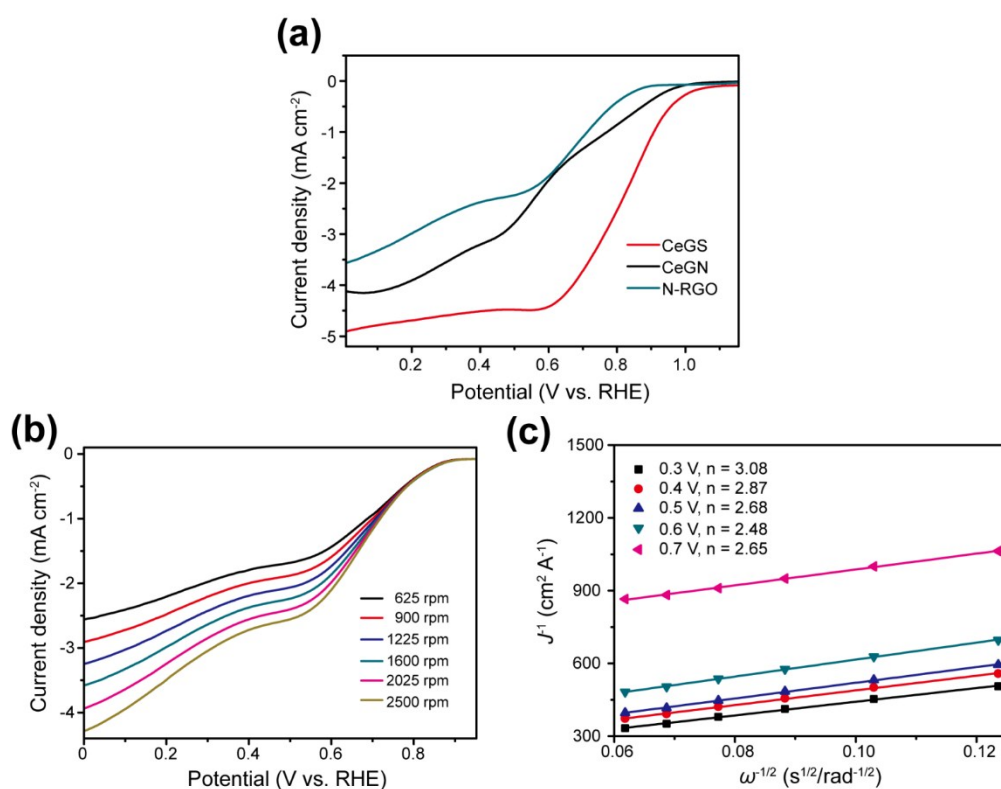 (a)
0
-1
-2
-3
-4
-5
Current density (mA cm⁻²)
CeGS
CeGN
N-RGO
0.2 0.4 0.6 0.8 1.0
Potential (V vs. RHE)
(b)
0
-1
-2
-3
-4
Current density (mA cm⁻²)
625 rpm
900 rpm
1225 rpm
1600 rpm
2025 rpm
2500 rpm
0 0.2 0.4 0.6 0.8
Potential (V vs. RHE)
(c)
1500
1200
900
600
300
J⁻¹ (cm² A⁻¹)
0.3 V, n = 3.08
0.4 V, n = 2.87
0.5 V, n = 2.68
0.6 V, n = 2.48
0.7 V, n = 2.65
0.06 0.08 0.10 0.12
ω⁻¹/² (s¹/²/rad⁻¹/²)